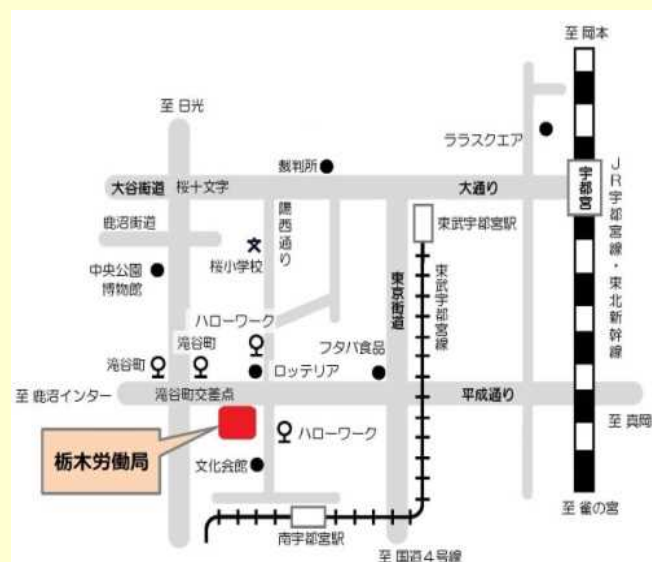 至 岡本
至 日光
ララスクエア
裁判所
大谷街道
桜十文字
大通り
宇都宮
JR宇都宮線・東北新幹線
鹿沼街道
陽西通り
東武宇都宮駅
桜小学校
中央公園
博物館
東京街道
東武宇都宮線
ハローワーク
滝谷町
フタバ食品
滝谷町
ロッテリア
至 鹿沼インター
滝谷町交差点
平成通り
至 真岡
栃木労働局
ハローワーク
文化会館
至 雀の宮
南宇都宮駅
至 国道4号線